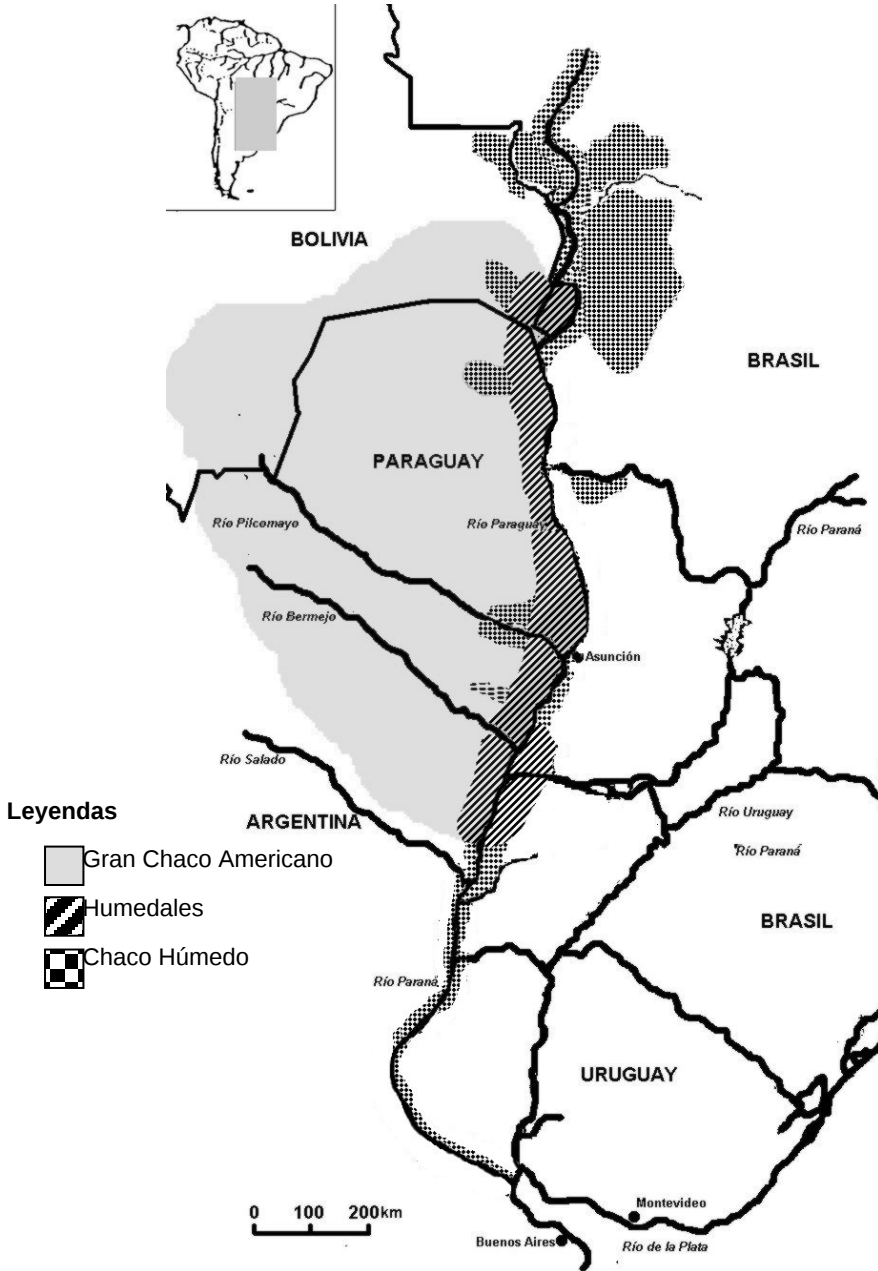 BOLIVIA
BRASIL
PARAGUAY
Río Pilcomayo
Río Paraguay
Río Paraná
Río Bermejo
Asunción
Río Salado
Leyendas
ARGENTINA
Río Uruguay
Gran Chaco Americano
Río Paraná
Humedales
BRASIL
Chaco Húmedo
Río Paraná
URUGUAY
0 100 200km
Montevideo
Buenos Aires
Río de la Plata